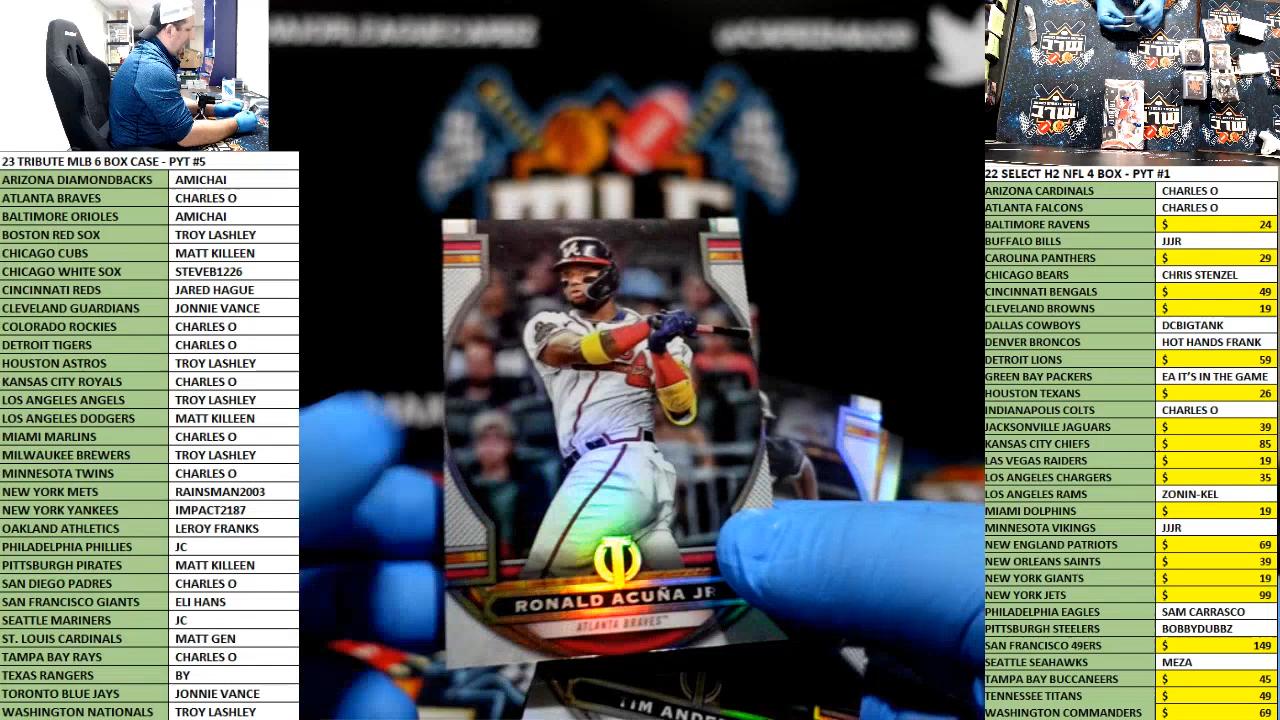 23 TRIBUTE MLB 6 BOX CASE - PYT #5
ARIZONA DIAMONDBACKS AMICHAI
ATLANTA BRAVES CHARLES O
BALTIMORE ORIOLES AMICHAI
BOSTON RED SOX TROY LASHLEY
CHICAGO CUBS MATT KILLEEN
CHICAGO WHITE SOX STEVEB1226
CINCINNATI REDS JARED HAGUE
CLEVELAND GUARDIANS JONNIE VANCE
COLORADO ROCKIES CHARLES O
DETROIT TIGERS CHARLES O
HOUSTON ASTROS TROY LASHLEY
KANSAS CITY ROYALS CHARLES O
LOS ANGELES ANGELS TROY LASHLEY
LOS ANGELES DODGERS MATT KILLEEN
MIAMI MARLINS CHARLES O
MILWAUKEE BREWERS TROY LASHLEY
MINNESOTA TWINS CHARLES O
NEW YORK METS RAINSMAN2003
NEW YORK YANKEES IMPACT2187
OAKLAND ATHLETICS LEROY FRANKS
PHILADELPHIA PHILLIES JC
PITTSBURGH PIRATES MATT KILLEEN
SAN DIEGO PADRES CHARLES O
SAN FRANCISCO GIANTS ELI HANS
SEATTLE MARINERS JC
ST. LOUIS CARDINALS MATT GEN
TAMPA BAY RAYS CHARLES O
TEXAS RANGERS BY
TORONTO BLUE JAYS JONNIE VANCE
WASHINGTON NATIONALS TROY LASHLEY
RONALD ACUÑA JR
ATLANTA BRAVES
TIM
22 SELECT H2 NFL 4 BOX - PYT #1
ARIZONA CARDINALS CHARLES O
ATLANTA FALCONS CHARLES O
BALTIMORE RAVENS $ 24
BUFFALO BILLS JJJR
CAROLINA PANTHERS $ 29
CHICAGO BEARS CHRIS STENZEL
CINCINNATI BENGALS $ 49
CLEVELAND BROWNS $ 19
DALLAS COWBOYS DCBIGTANK
DENVER BRONCOS HOT HANDS FRANK
DETROIT LIONS $ 59
GREEN BAY PACKERS EA IT'S IN THE GAME
HOUSTON TEXANS $ 26
INDIANAPOLIS COLTS CHARLES O
JACKSONVILLE JAGUARS $ 39
KANSAS CITY CHIEFS $ 85
LAS VEGAS RAIDERS $ 19
LOS ANGELES CHARGERS $ 35
LOS ANGELES RAMS ZONIN-KEL
MIAMI DOLPHINS $ 19
MINNESOTA VIKINGS JJJR
NEW ENGLAND PATRIOTS $ 69
NEW ORLEANS SAINTS $ 39
NEW YORK GIANTS $ 19
NEW YORK JETS $ 99
PHILADELPHIA EAGLES SAM CARRASCO
PITTSBURGH STEELERS BOBBYDUBBZ
SAN FRANCISCO 49ERS $ 149
SEATTLE SEAHAWKS MEZA
TAMPA BAY BUCCANEERS $ 45
TENNESSEE TITANS $ 49
WASHINGTON COMMANDERS $ 69